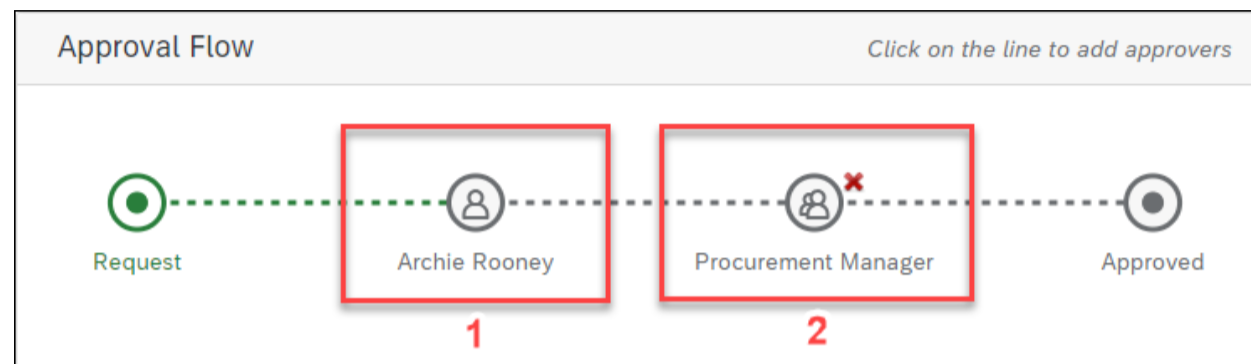 Approval Flow
Click on the line to add approvers
Request
Archie Rooney
Procurement Manager
Approved
1
2